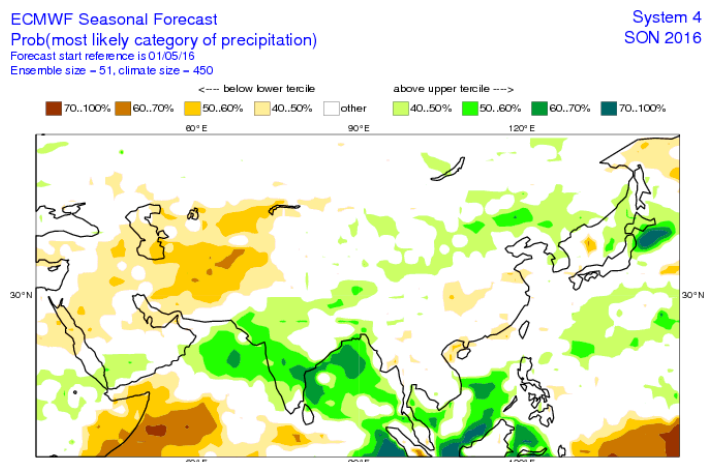 ECMWF Seasonal Forecast
System 4
Prob(most likely category of precipitation)
SON 2016
Forecast start reference is 01/05/16
Ensemble size = 51, climate size = 450
<---- below lower tercile
above upper tercile ---->
70..100%
60..70%
50..60%
40..50%
other
40..50%
50..60%
60..70%
70..100%
60°E
90°E
120°E
30°N
30°N